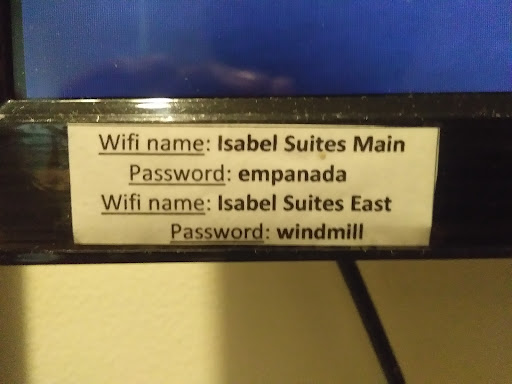 Wifi name: Isabel Suites Main
Password: empanada
Wifi name: Isabel Suites East
Password: windmill